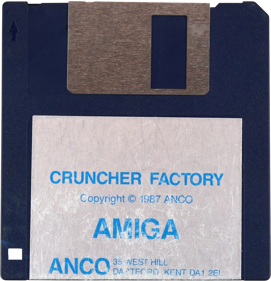 CRUNCHER FACTORY
Copyright © 1987 ANCO
AMIGA
ANCO 35 WEST HILL
DARTFORD, KENT DA1 2EL